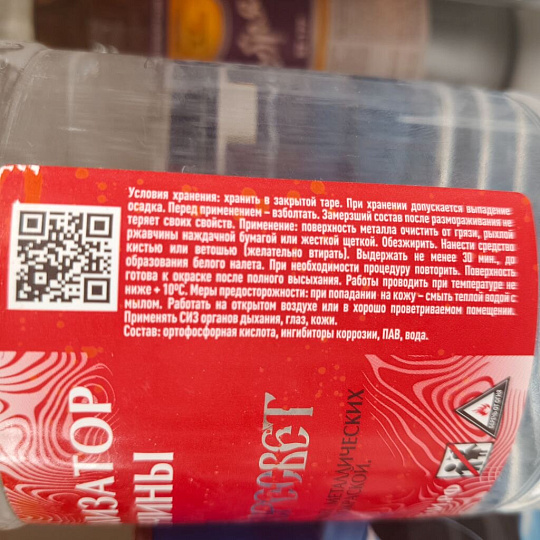 Условия хранения: хранить в закрытой таре. При хранении допускается выпадение
осадка. Перед применением – взболтать. Замерзший состав после размораживания не
теряет своих свойств. Применение: поверхность металла очистить от грязи, рыхлой
ржавчины наждачной бумагой или жесткой щеткой. Обезжирить. Нанести средство
кистью или ветошью (желательно втирать). Выдержать не менее 30 мин., до
образования белого налета. При необходимости процедуру повторить. Поверхность
готова к окраске после полного высыхания. Работы проводить при температуре не
ниже + 10ºС. Меры предосторожности: при попадании на кожу – смыть теплой водой с
мылом. Работать на открытом воздухе или в хорошо проветриваемом помещении.
Применять СИЗ органов дыхания, глаз, кожи.
Состав: ортофосфорная кислота, ингибиторы коррозии, ПАВ, вода.
БЕРЕЧЬ ОТ ОГНЯ